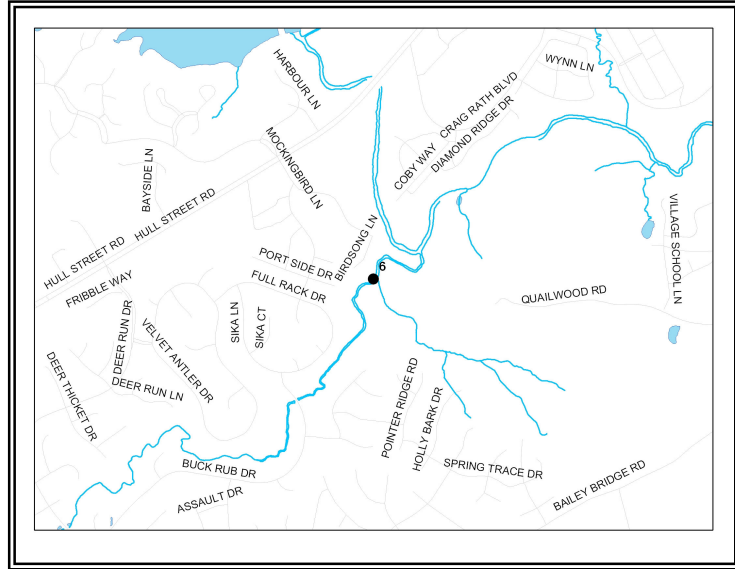 WYNN LN
HARBOUR LN
CRAIG RATH BLVD
DIAMOND RIDGE DR
COBY WAY
MOCKINGBIRD LN
BAYSIDE LN
VILLAGE SCHOOL LN
HULL STREET RD
HULL STREET RD
BIRDSONG LN
PORT SIDE DR
6
FULL RACK DR
FRIBBLE WAY
QUAILWOOD RD
SIKA LN
SIKA CT
DEER RUN DR
VELVET ANTLER DR
DEER RUN LN
DEER THICKET DR
POINTER RIDGE RD
HOLLY BARK DR
BUCK RUB DR
SPRING TRACE DR
ASSAULT DR
BAILEY BRIDGE RD